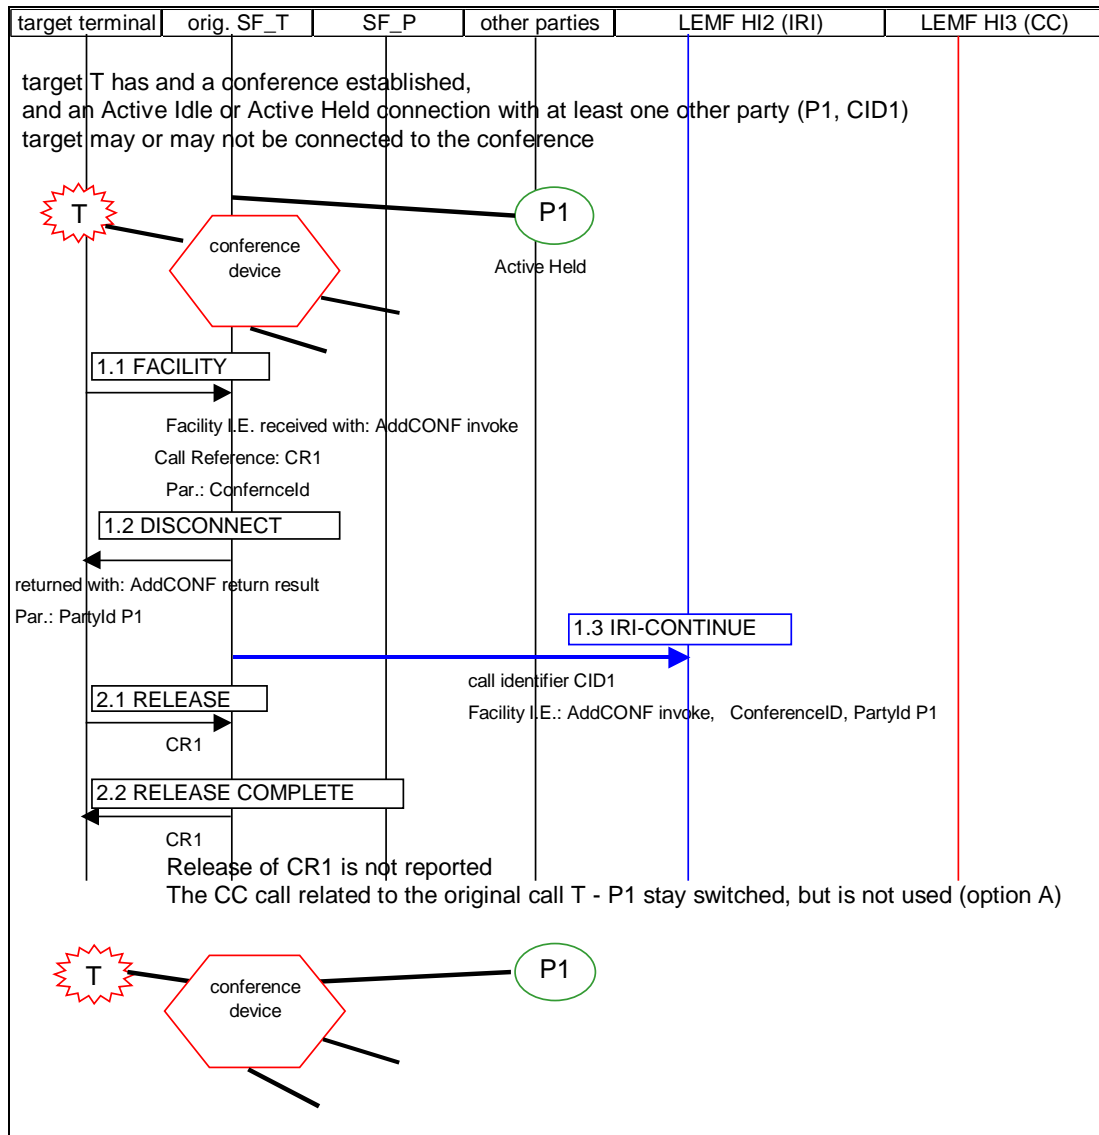 target terminal orig. SF_T SF_P other parties LEMF HI2 (IRI) LEMF HI3 (CC)
target T has and a conference established,
and an Active Idle or Active Held connection with at least one other party (P1, CID1)
target may or may not be connected to the conference
T
P1
conference
device
Active Held
1.1 FACILITY
Facility I.E. received with: AddCONF invoke
Call Reference: CR1
Par.: ConfernceId
1.2 DISCONNECT
returned with: AddCONF return result
Par.: PartyId P1
1.3 IRI-CONTINUE
call identifier CID1
Facility I.E.: AddCONF invoke, ConferenceID, PartyId P1
2.1 RELEASE
CR1
2.2 RELEASE COMPLETE
CR1
Release of CR1 is not reported
The CC call related to the original call T - P1 stay switched, but is not used (option A)
T
P1
conference
device